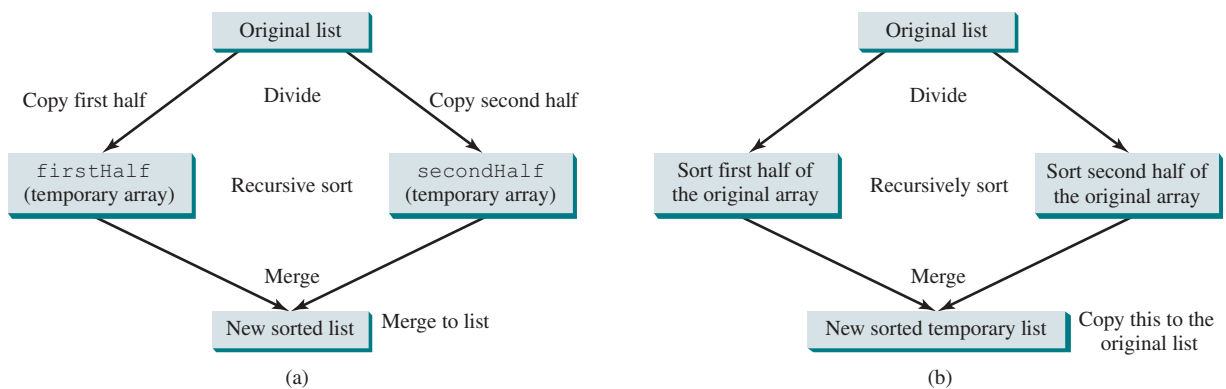 Original list
Copy first half
Divide
Copy second half
firstHalf
(temporary array)
Recursive sort
secondHalf
(temporary array)
Merge
New sorted list
Merge to list
(a)
Original list
Divide
Sort first half of
the original array
Recursively sort
Sort second half of
the original array
Merge
New sorted temporary list
Copy this to the
original list
(b)